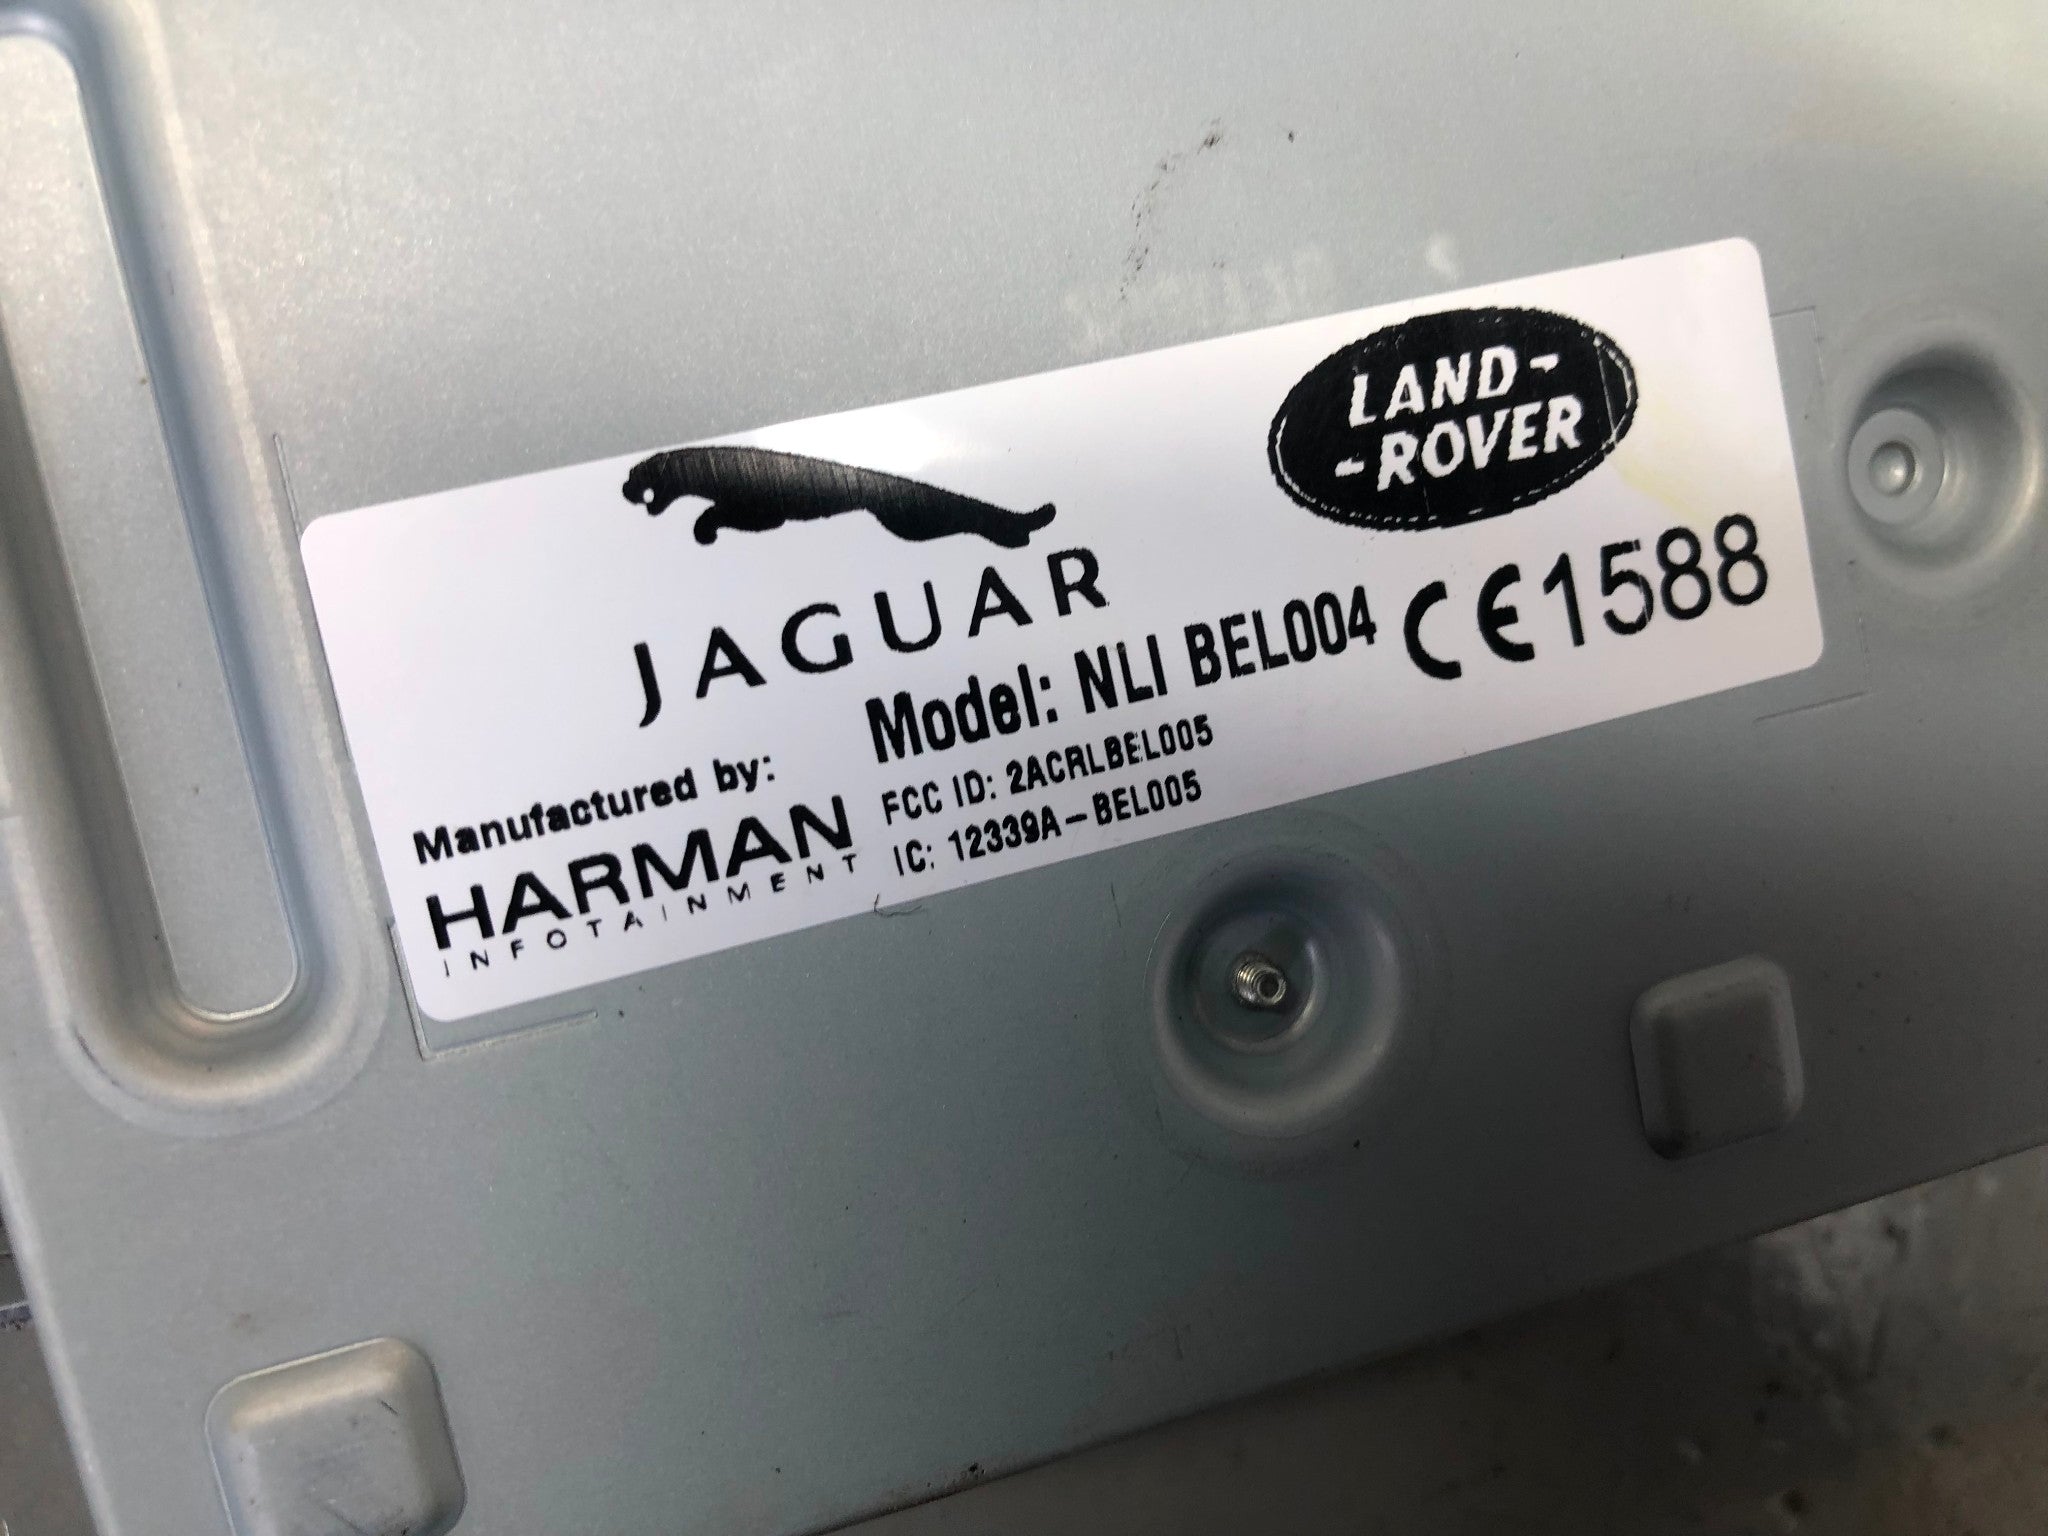 LAND-
-ROVER
JAGUAR
Model: NLI BEL004 CE1588
Manufactured by:
FCC ID: 2ACRLBEL005
HARMAN
IC: 12339A-BEL005
INFOTAINMENT